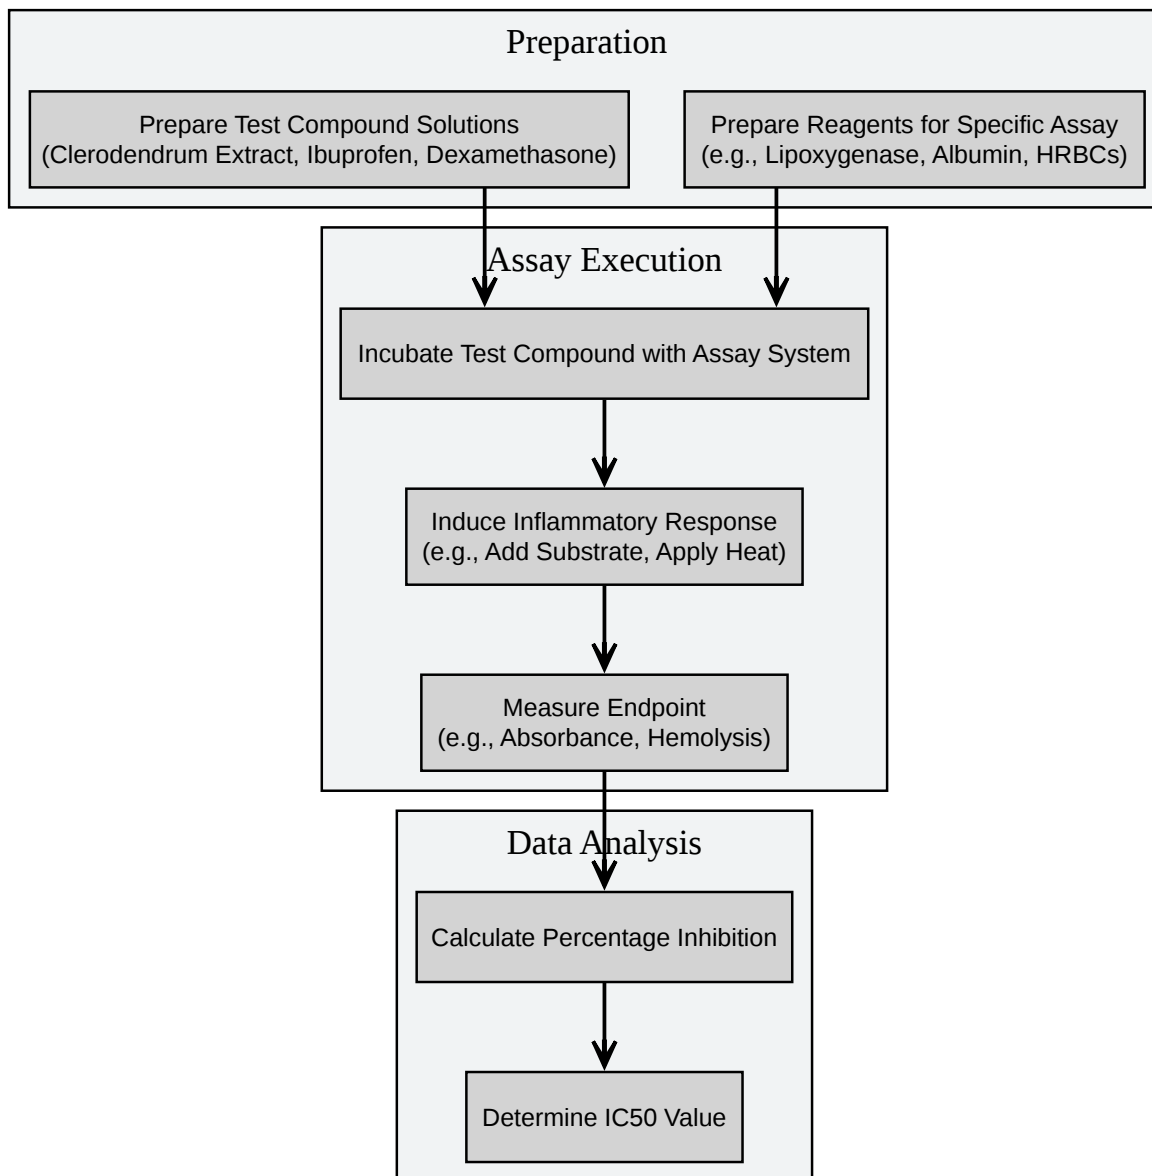 Preparation
Prepare Test Compound Solutions
(Clerodendrum Extract, Ibuprofen, Dexamethasone)
Prepare Reagents for Specific Assay
(e.g., Lipoxygenase, Albumin, HRBCs)
Assay Execution
Incubate Test Compound with Assay System
Induce Inflammatory Response
(e.g., Add Substrate, Apply Heat)
Measure Endpoint
(e.g., Absorbance, Hemolysis)
Data Analysis
Calculate Percentage Inhibition
Determine IC50 Value